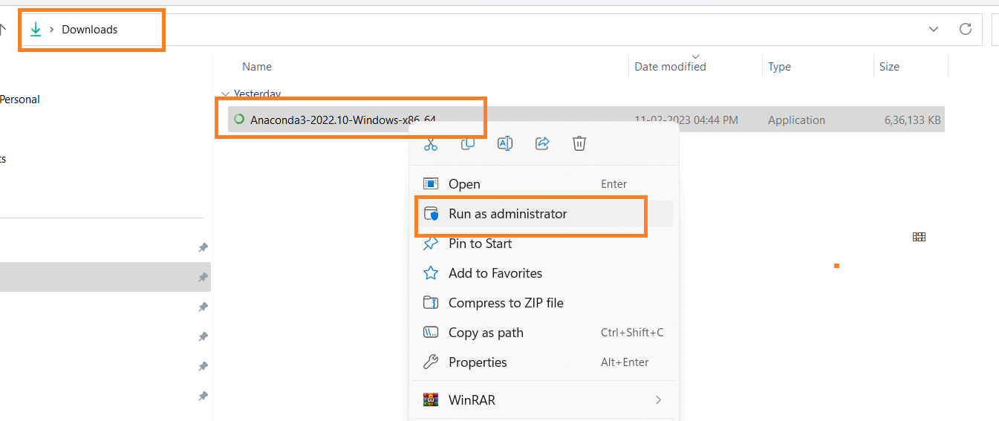 Downloads
Name Date modified Type Size
Personal
Yesterday
Anaconda3-2022.10-Windows-x86_64 11-02-2023 04:44 PM Application 6,36,133 KB
ts
Open Enter
Run as administrator
Pin to Start
Add to Favorites
Compress to ZIP file
Copy as path Ctrl+Shift+C
Properties Alt+Enter
WinRAR